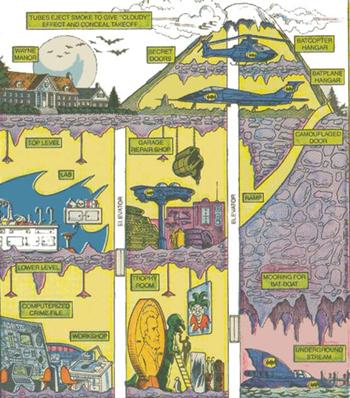 TUBES EJECT SMOKE TO GIVE "CLOUDY"
EFFECT AND CONCEAL TAKEOFF...
WAYNE
MANOR
SECRET
DOORS
BATCOPTER
HANGAR
BATPLANE
HANGAR
CAMOUFLAGED
DOOR
TOP LEVEL
GARAGE
REPAIR SHOP
LAB
ELEVATOR
ELEVATOR
RAMP
LOWER LEVEL
TROPHY
ROOM
MOORING FOR
BAT-BOAT
COMPUTERIZED
CRIME FILE
WORKSHOP
UNDERGROUND
STREAM